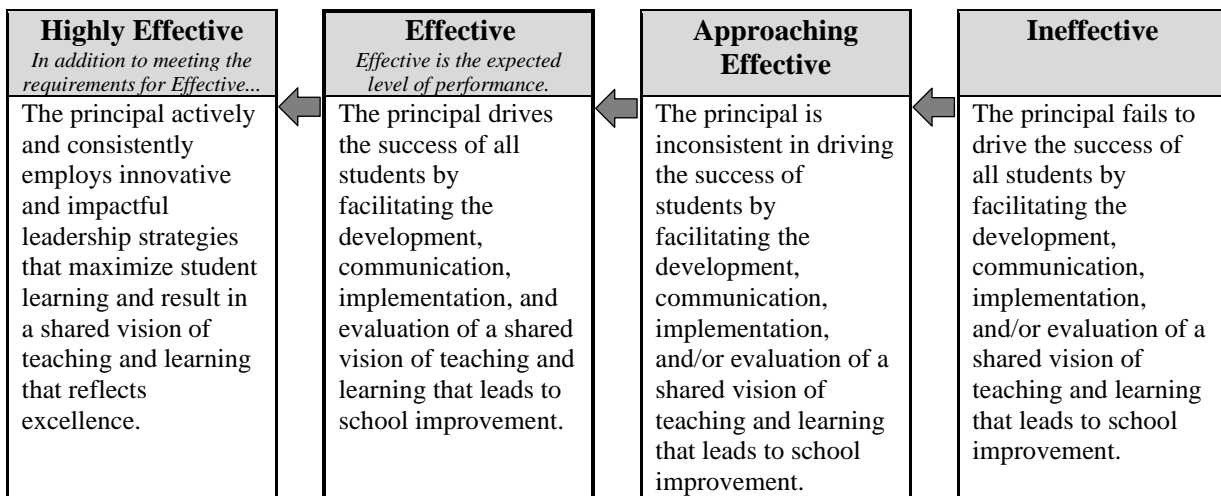 Highly Effective
In addition to meeting the
requirements for Effective...
The principal actively
and consistently
employs innovative
and impactful
leadership strategies
that maximize student
learning and result in
a shared vision of
teaching and learning
that reflects
excellence.
Effective
Effective is the expected
level of performance.
The principal drives
the success of all
students by
facilitating the
development,
communication,
implementation, and
evaluation of a shared
vision of teaching and
learning that leads to
school improvement.
Approaching
Effective
The principal is
inconsistent in driving
the success of
students by
facilitating the
development,
communication,
implementation,
and/or evaluation of a
shared vision of
teaching and learning
that leads to school
improvement.
Ineffective
The principal fails to
drive the success of
all students by
facilitating the
development,
communication,
implementation,
and/or evaluation of a
shared vision of
teaching and learning
that leads to school
improvement.